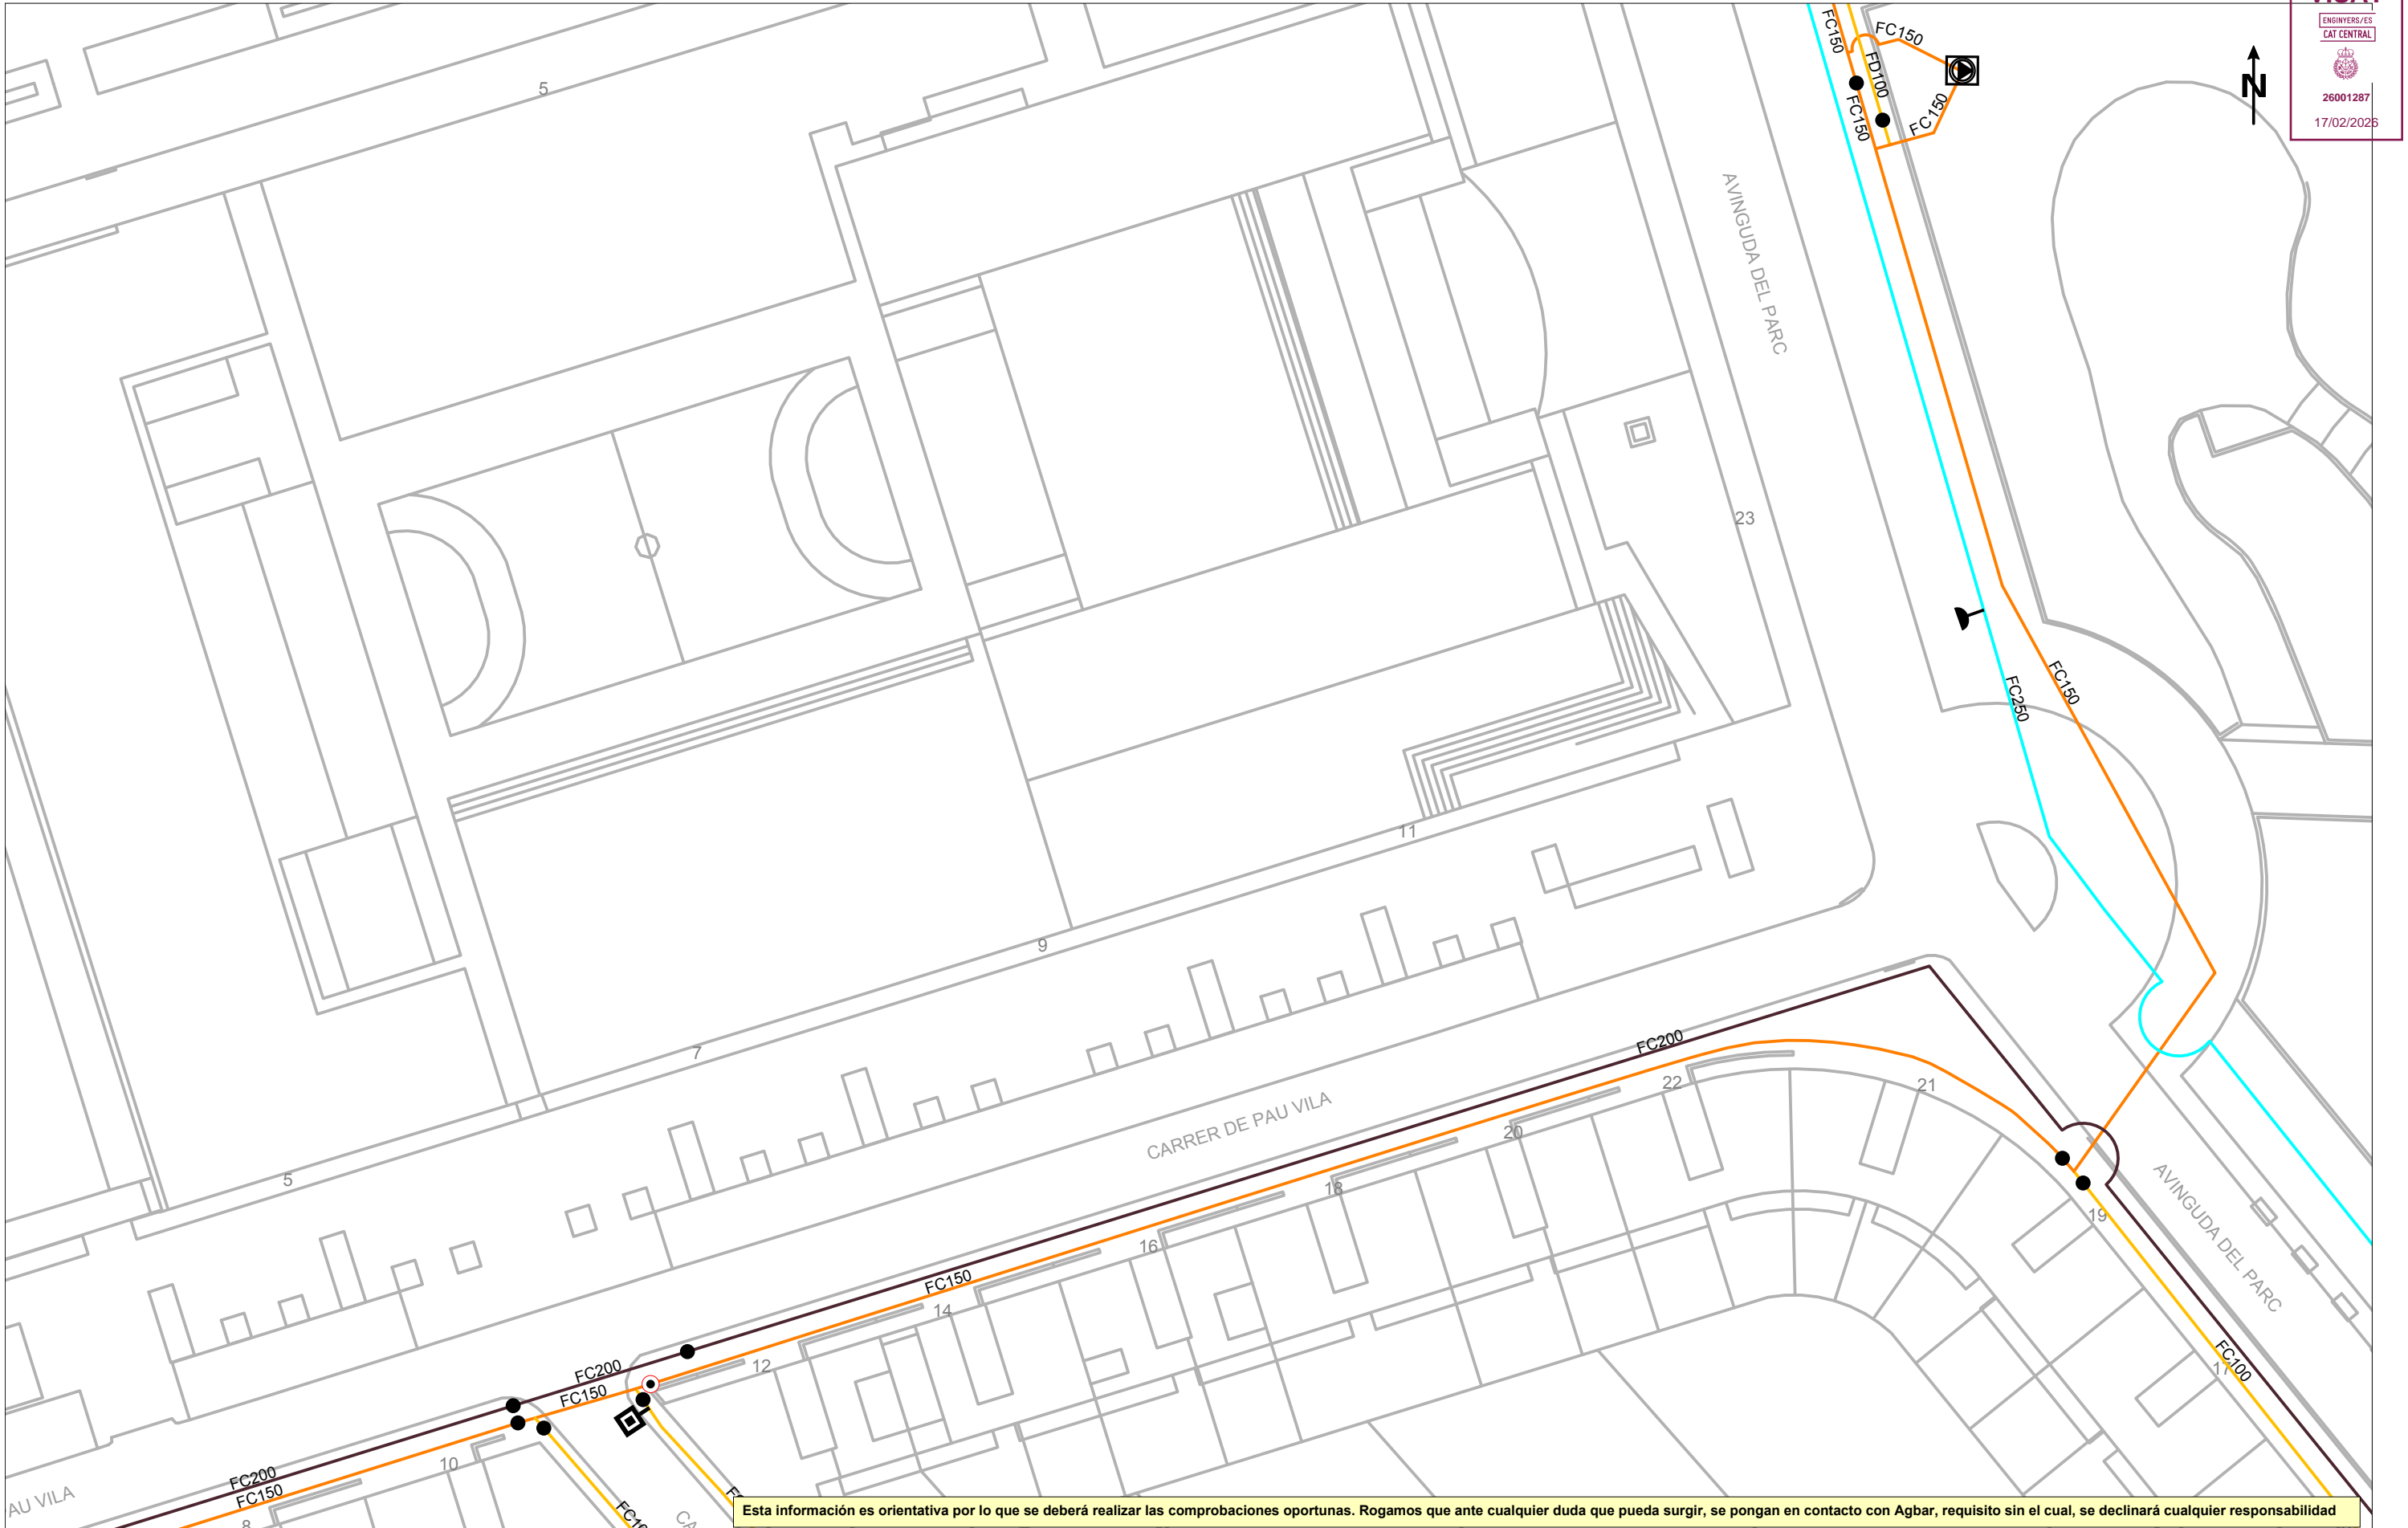 ENGINYERS/ES
CAT CENTRAL
26001287
17/02/2026
N
FC150
FC150
FD100
FC150
FC150
5
AVINGUDA DEL PARC
23
FC150
FC250
11
9
7
5
CARRER DE PAU VILA
FC200
22
21
20
18
16
14
12
FC150
19
AVINGUDA DEL PARC
17
FC100
FC200
FC150
10
FC200
FC150
8
AU VILA
Esta información es orientativa por lo que se deberá realizar las comprobaciones oportunas. Rogamos que ante cualquier duda que pueda surgir, se pongan en contacto con Agbar, requisito sin el cual, se declinará cualquier responsabilidad